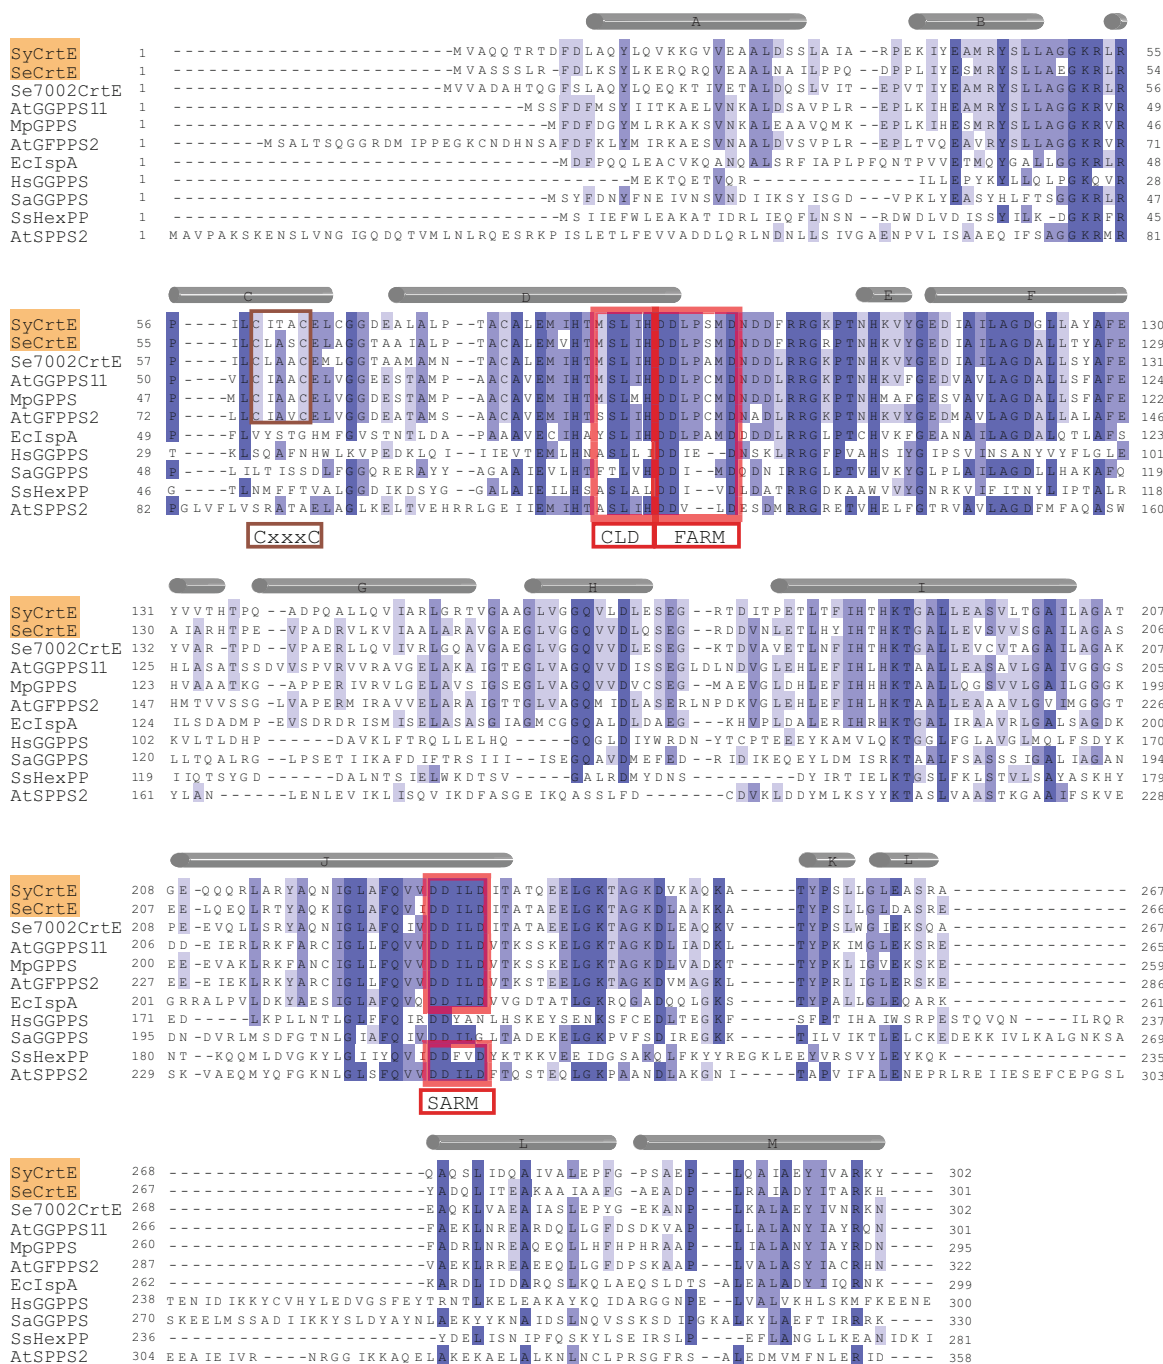 A B
SyCrtE 1 ------------------------MVAQQTRTDFDLAQYLQVKKGVVEAALDSSLAIA--RPEKIYEAMRYSLLAGGKRLR 55
SeCrtE 1 ------------------------MVASSSLR-FDLKSYLKERQRQVEAALNAILPPQ--DPPLIYESMRYSLLAEGKRLR 54
Se7002CrtE 1 -----------------------MVVADAHTQGFSLAQYLQEQKTIVETALDQSLVIT--EPVTIYEAMRYSLLAGGKRLR 56
AtGGPPS11 1 ------------------------------MSSFDFMSYIITKAELVNKALDSAVPLR--EPLKIHEAMRYSLLAGGKRVR 49
MpGPPS 1 --------------------------------MFDFDGYMLRKAKSVNKALEAAVQMK--EPLKIHESMRYSLLAGGKRVR 46
AtGFPPS2 1 --------MSALTSQGGRDMIPPEGKCNDHNSAFDFKLYMIRKAESVNAALDVSVPLR--EPLTVQEAVRYSLLAGGKRVR 71
EcIspA 1 ---------------------------------MDFPQQLEACVKQANQALSRFIAPLPFQNTPVVETMQYGALLGGKRLR 48
HsGGPPS 1 ---------------------------------------MEKTQETVQR--------------ILLEPYKYLLQLPGKQVR 28
SaGGPPS 1 ------------------------------MSYFDNYFNEIVNSVNDIIKSYISGD----VPKLYEASYHLFTSGGKRLR 47
SsHexPP 1 ---------------------------------MSIIEFWLEAKATIDRLIEQFLNSN--RDWDLVDISSYILK-DGKRFR 45
AtSPPS2 1 MAVPAKSKENSLVNGIGQDQTVMLNLRQESRKPISLETLFEVVADDLQRLNDNLLSIVGAENPVLISAAEQIFSAGGKRMR 81
C D E F
SyCrtE 56 P----ILCITACELCGGDEALALP--TACALEMIHTMSLIHDDLPSMDNDDFRRGKPTNHKVYGEDIAILAGDGLLAYAFE 130
SeCrtE 55 P----ILCLASCELAGGTAAIALP--TACALEMVHTMSLIHDDLPSMDNDDFRRGRPTNHKVYGEDIAILAGDALLTYAFE 129
Se7002CrtE 57 P----ILCLAACEMLGGTAAMAMN--TACALEMIHTMSLIHDDLPAMDNDDLRRGKPTNHKVYGEDIAILAGDALLSYAFE 131
AtGGPPS11 50 P----VLCIAACELVGGEESTAMP--AACAVEMIHTMSLIHDDLPCMDNDDLRRGKPTNHKVFGEDVAVLAGDALLSFAFE 124
MpGPPS 47 P----MLCIAACELVGGDESTAMP--AACAVEMIHTMSLMHDDLPCMDNDDLRRGKPTNHMAFGESVAVLAGDALLSFAFE 122
AtGFPPS2 72 P----LLCIAVCELVGGDEATAMS--AACAVEMIHTSSLIHDDLPCMDNADLRRGKPTNHKVYGEDMAVLAGDALLALAFE 146
EcIspA 49 P----FLVYSTGHMFGVSTNTLDA--PAAAVECIHAYSLIHDDLPAMDDDDLRRGLPTCHVKFGEANAILAGDALQTLAFS 123
HsGGPPS 29 T----KLSQAFNHWLKVPEDKLQI--IIEVTEMLHNASLLIDDIE--DNSKLRRGFPVAHSIYGIPSVINSANYVYFLGLE 101
SaGGPPS 48 P----LILTISSDLFGGQRERAYY--AGAAIEVLHTFTLVHDDIM--DQDNIRRGLPTVHVKYGLPLAILAGDLLHAKAFQ 119
SsHexPP 46 G----TLNMFFTVALGGDIKDSYG--GALAIEILHSASLALDDIV--DLDATRRGDKAAWVVYGNRKVIFITNYLIPTALR 118
AtSPPS2 82 PGLVFLVSRATAELAGLKELTVEHRRLGEIIEMIHTASLIHDDV--LDESDMRRGRETVHELFGTRVAVLAGDFMFAQASW 160
CxxxC CLD FARM
G H I
SyCrtE 131 YVVTHTPQ--ADPQALLQVIARLGRTVGAAGLVGGQVLDLESEG--RTDITPETLTFIHTHKTGALLEASVLTGAILAGAT 207
SeCrtE 130 AIARHTPE--VPADRVLKVIAALARAVGAEGLVGGQVVDLQSEG--RDDVNLETLHYIHTHKTGALLEVSVVSGAILAGAS 206
Se7002CrtE 132 YVAR-TPD--VPAERLLQVIVRLGQAVGAEGLVGGQVVDLESEG--KTDVAVETLNFIHTHKTGALLEVCVTAGAILAGAK 207
AtGGPPS11 125 HLASATSSDVVSPVRVVRAVGELAKAIGTEGLVAGQVVDISSEGLDLNDVGLEHLEFIHLHKTAALLEASAVLGAIVGGGS 205
MpGPPS 123 HVAAATKG--APPERIVRVLGELAVSIGSEGLVAGQVVDVCSEG--MAEVGLDHLEFIHHHKTAALLQGSVVLGAILGGGK 199
AtGFPPS2 147 HMTVVSSG--LVAPERMIRAVVELARAIGTTGLVAGQMIDLASERLNPDKVGLEHLEFIHLHKTAALLEAAAVLGVIMGGGT 226
EcIspA 124 ILSDADMP-EVSDRDRISMISELASASGIAGMCGGQALDLDAEG---KHVPLDALERIHRHKTGALIRAAVRLGALSAGDK 200
HsGGPPS 102 KVLTLDHP-----DAVKLFTRQLLELHQ-----GQGLDIYWRDNYTCPTEEEYKAMVLQKTGGLFGLAVGLMQLFSDYK 170
SaGGPPS 120 LLTQALRG--LPSETIIKAFDIFTRSIII---ISEGQAVDMEFED--RIDIKEQEYLDMISRKTAALFSASSSIGALIAGAN 194
SsHexPP 119 IIQTSYGD-----DALNTSIELWKDTSV-----GALRDMYDNS------DYIRTIELKTGSLFKLSTVLSAYASKHY 179
AtSPPS2 161 YLAN------LENLEVIKLISQVIKDFASGEIKQASSLFD------CDVKLDDYMLKSYYKTASLVAASTKGAAIFSKVE 228
J K L
SyCrtE 208 GE-QQQRLARYAQNIGLAFQVVDDILDITATQEELGKTAGKDVKAQKA-----TYPSLLGLEASRA--------------- 267
SeCrtE 207 EE-LQEQLRTYAQKIGLAFQVIDDILDITATAEELGKTAGKDLAAKKA-----TYPSLLGLDASRE--------------- 266
Se7002CrtE 208 PE-EVQLLSRYAQNIGLAFQIVDDILDITATAEELGKTAGKDLEAQKV-----TYPSLWGIEKSQA--------------- 267
AtGGPPS11 206 DD-EIERLRKFARCIGLLFQVVDDILDVTKSSKELGKTAGKDLIADKL-----TYPKIMGLEKSRE--------------- 265
MpGPPS 200 EE-EVAKLRKFANCIGLLFQVVDDILDVTKSSKELGKTAGKDLVADKT-----TYPKLIGVEKSKE--------------- 259
AtGFPPS2 227 EE-EIEKLRKYARCIGLLFQVVDDILDVTKSTEELGKTAGKDVMAGKL-----TYPRLIGLERSKE--------------- 286
EcIspA 201 GRRALPVLDKYAESIGLAFQVQDDILDVVGDTATLGKRQGADQQLGKS-----TYPALLGLEQARK--------------- 261
HsGGPPS 171 ED----LKPLLNTLGLFFQIRDDYANLHSKEYSENKSFCEDLTEGKF-----SFPTIHAIWSRPESTQVQN-----ILRQR 237
SaGGPPS 195 DN-DVRLMSDFGTNLGIAFQIVDDILGLTADEKELGKPVFSDIREGKK-----TILVIKTLELCKEDEKKIVLKALGNKSA 269
SsHexPP 180 NT-KQQMLDVGKYLGIIYQVIDDFVDYKTKKVEEIDGSAKQLFKYYREGKLEEYVRSVYLEYKQK---------------- 235
AtSPPS2 229 SK-VAEQMYQFGKNLGLSFQVVDDILDFTQSTEQLGKPAANDLAKGNI-----TAPVIFALENEPRLREIIESEFCEPGSL 303
SARM
L M
SyCrtE 268 ----------------------QAQSLIDQAIVALEPFG-PSAEP---LQAIAEYIVARKY---- 302
SeCrtE 267 ----------------------YADQLITEAKAAIAAFG-AEADP---LRAIADYITARKH---- 301
Se7002CrtE 268 ----------------------EAQKLVAEAIASLEPYG-EKANP---LKALAEYIVNRKN---- 302
AtGGPPS11 266 ----------------------FAEKLNREARDQLLGFDSDKVAP---LLALANYIAYRQN---- 301
MpGPPS 260 ----------------------FADRLNREAQEQLLHFHPHRAAP---LIALANYIAYRDN---- 295
AtGFPPS2 287 ----------------------VAEKLRREAEEQLLGFDPSKAAP---LVALASYIACRHN---- 322
EcIspA 262 ----------------------KARDLIDDARQSLKQLAEQSLDTS-ALEALADYIIQRNK---- 299
HsGGPPS 238 TENIDIKKYCVHYLEDVGSFEYTRNTLKELEAKAYKQIDARGGNPE--LVALVKHLSKMFKEENE 300
SaGGPPS 270 SKEELMSSADIIKKYSLDYAYNLAEKYYKNAIDSLNQVSSKSDIPGKALKYLAEFTIRRRK---- 330
SsHexPP 236 ----------------------YDELISNIPFQSKYLSEIRSLP----EFLANGLLKEANIDKI 281
AtSPPS2 304 EEAIEIVR----NRGGIKKAQELAKEKAELALKNLNCLPRSGFRS--ALEDMVMFNLERID---- 358